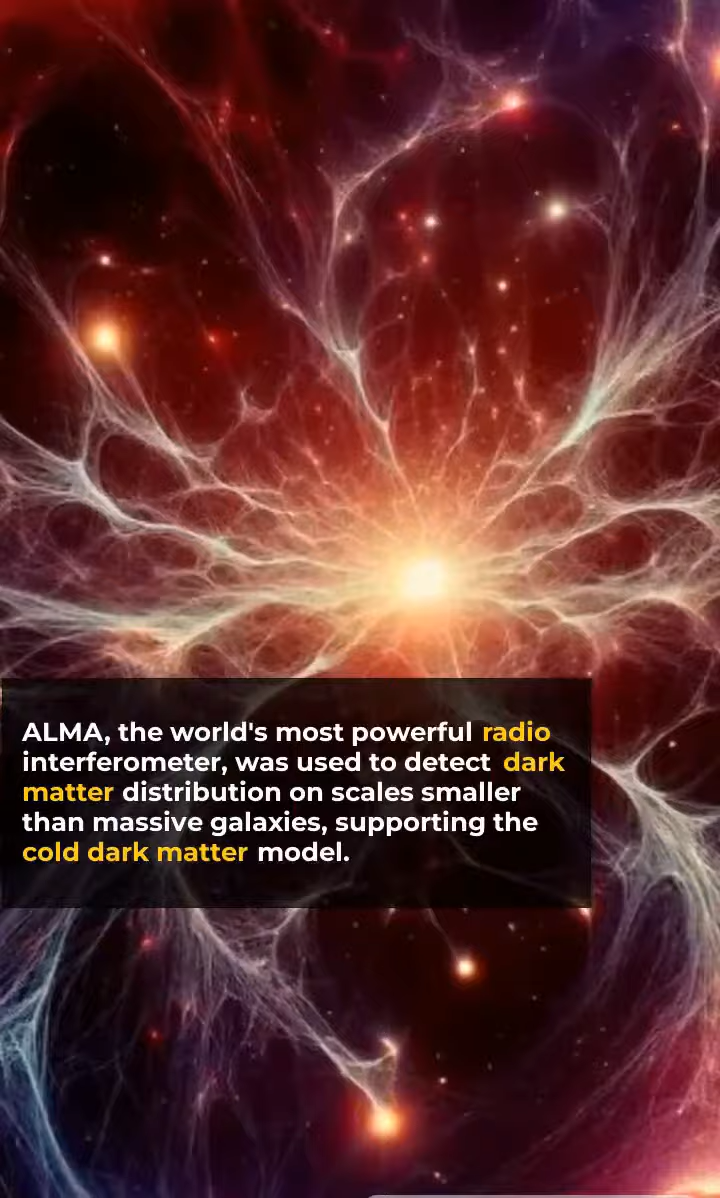 ALMA, the world's most powerful radio
interferometer, was used to detect dark
matter distribution on scales smaller
than massive galaxies, supporting the
cold dark matter model.